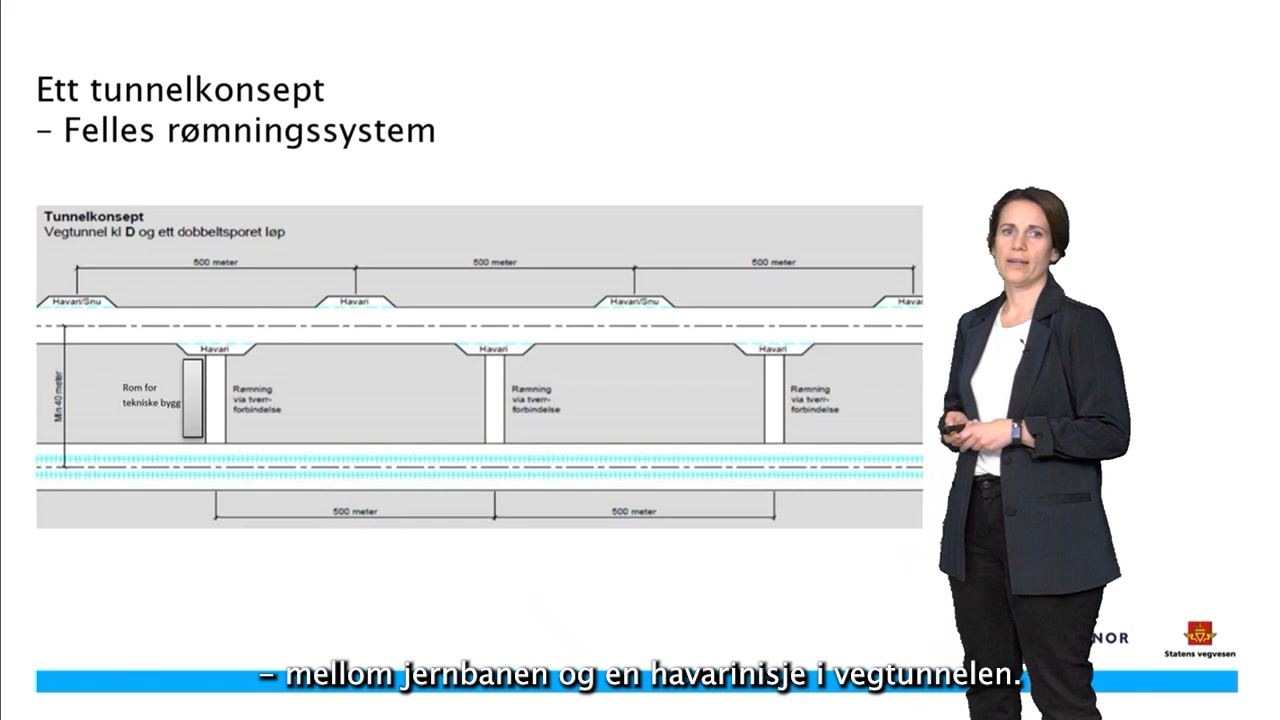 Ett tunnelkonsept
– Felles rømningssystem
Tunnelkonsept
Vegtunnel kl D og ett dobbeltsporet løp
500 meter
500 meter
500 meter
Havari/Snu
Havari
Havari/Snu
Havari
Havari
Havari
Min 40 meter
Rom for
tekniske bygg
Rømning
via tverr-
forbindelse
Rømning
via tverr-
forbindelse
Rømning
via tverr-
forbindelse
500 meter
500 meter
NOR
Statens vegvesen
– mellom jernbanen og en havarinisje i vegtunnelen.